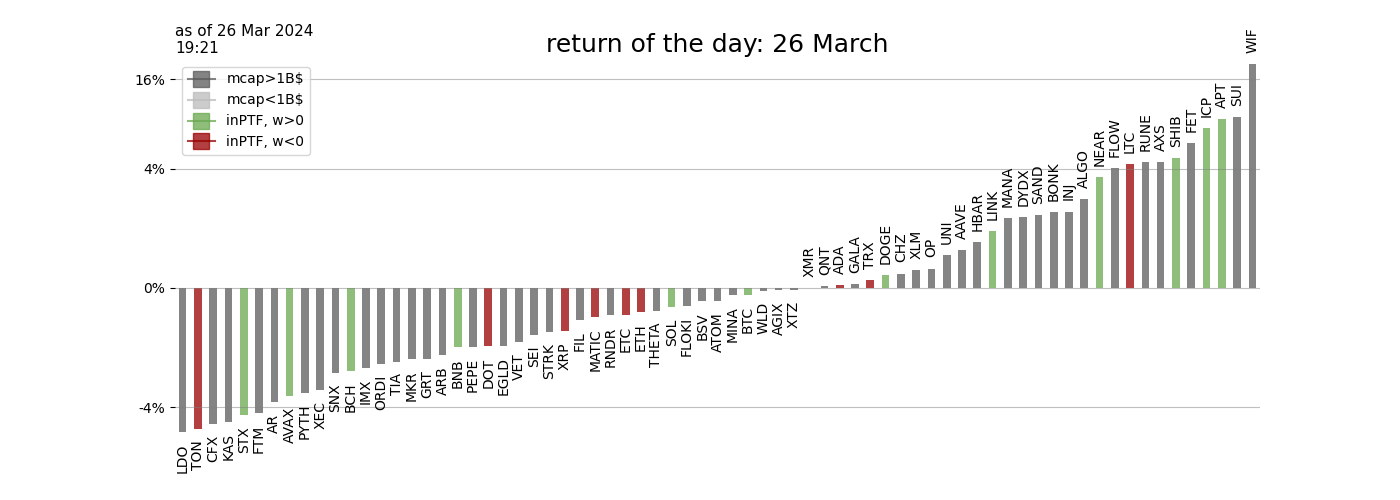 as of 26 Mar 2024
19:21
return of the day: 26 March
mcap>1B$
mcap<1B$
inPTF, w>0
inPTF, w<0
16%
4%
0%
-4%
LDO
TON
CFX
KAS
STX
FTM
AR
AVAX
PYTH
XEC
SNX
BCH
IMX
ORDI
TIA
MKR
GRT
ARB
BNB
PEPE
DOT
EGLD
VET
SEI
STRK
XRP
FIL
MATIC
RNDR
ETC
ETH
THETA
SOL
FLOKI
BSV
ATOM
MINA
BTC
WLD
AGIX
XTZ
XMR
QNT
ADA
GALA
TRX
DOGE
CHZ
XLM
OP
UNI
AAVE
HBAR
LINK
MANA
DYDX
SAND
BONK
INJ
ALGO
NEAR
FLOW
LTC
RUNE
AXS
SHIB
FET
ICP
APT
SUI
WIF